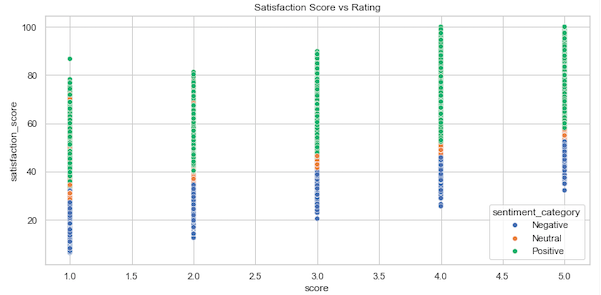 Satisfaction Score vs Rating
100
80
60
40
20
satisfaction_score
1.0 1.5 2.0 2.5 3.0 3.5 4.0 4.5 5.0
score
sentiment_category
Negative
Neutral
Positive